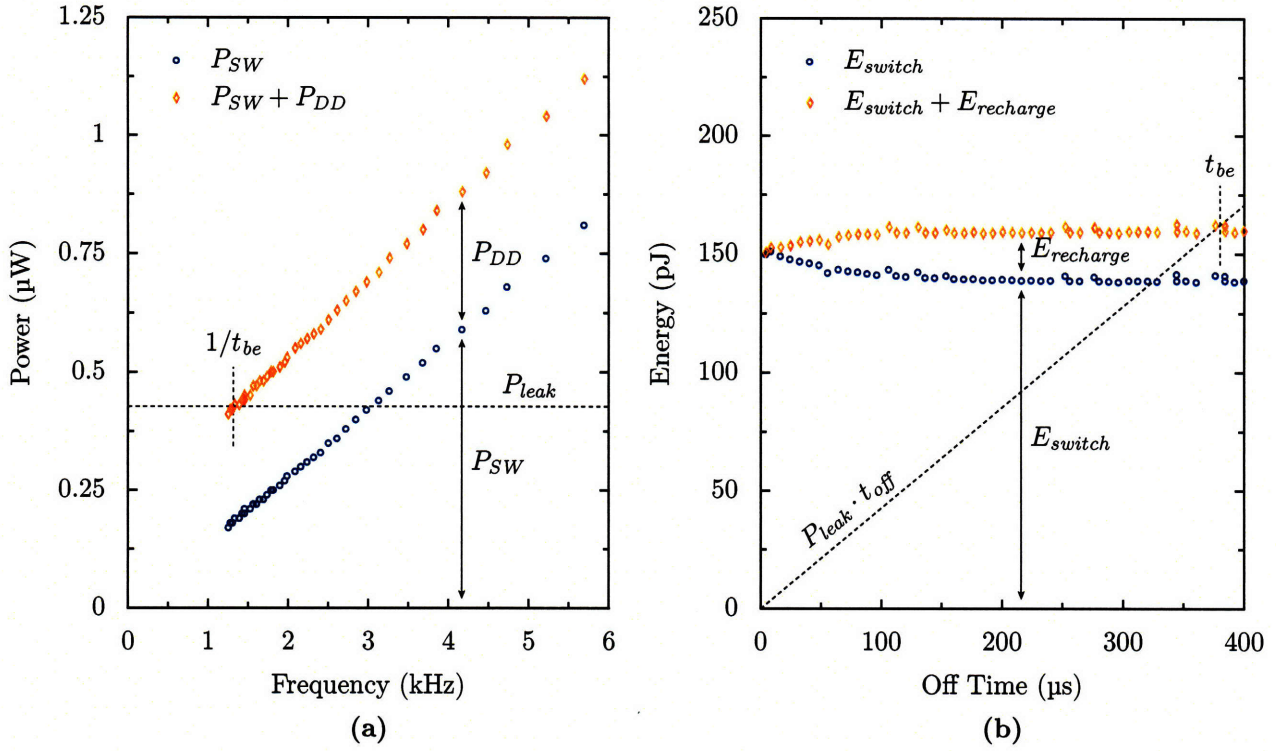 1.25
1
0.75
0.5
0.25
0
0 1 2 3 4 5 6
Power (µW)
Frequency (kHz)
P_SW
P_SW + P_DD
P_DD
1/t_be
P_leak
P_SW
(a)
250
200
150
100
50
0
0 100 200 300 400
Energy (pJ)
Off Time (µs)
E_switch
E_switch + E_recharge
t_be
E_recharge
E_switch
P_leak · t_off
(b)